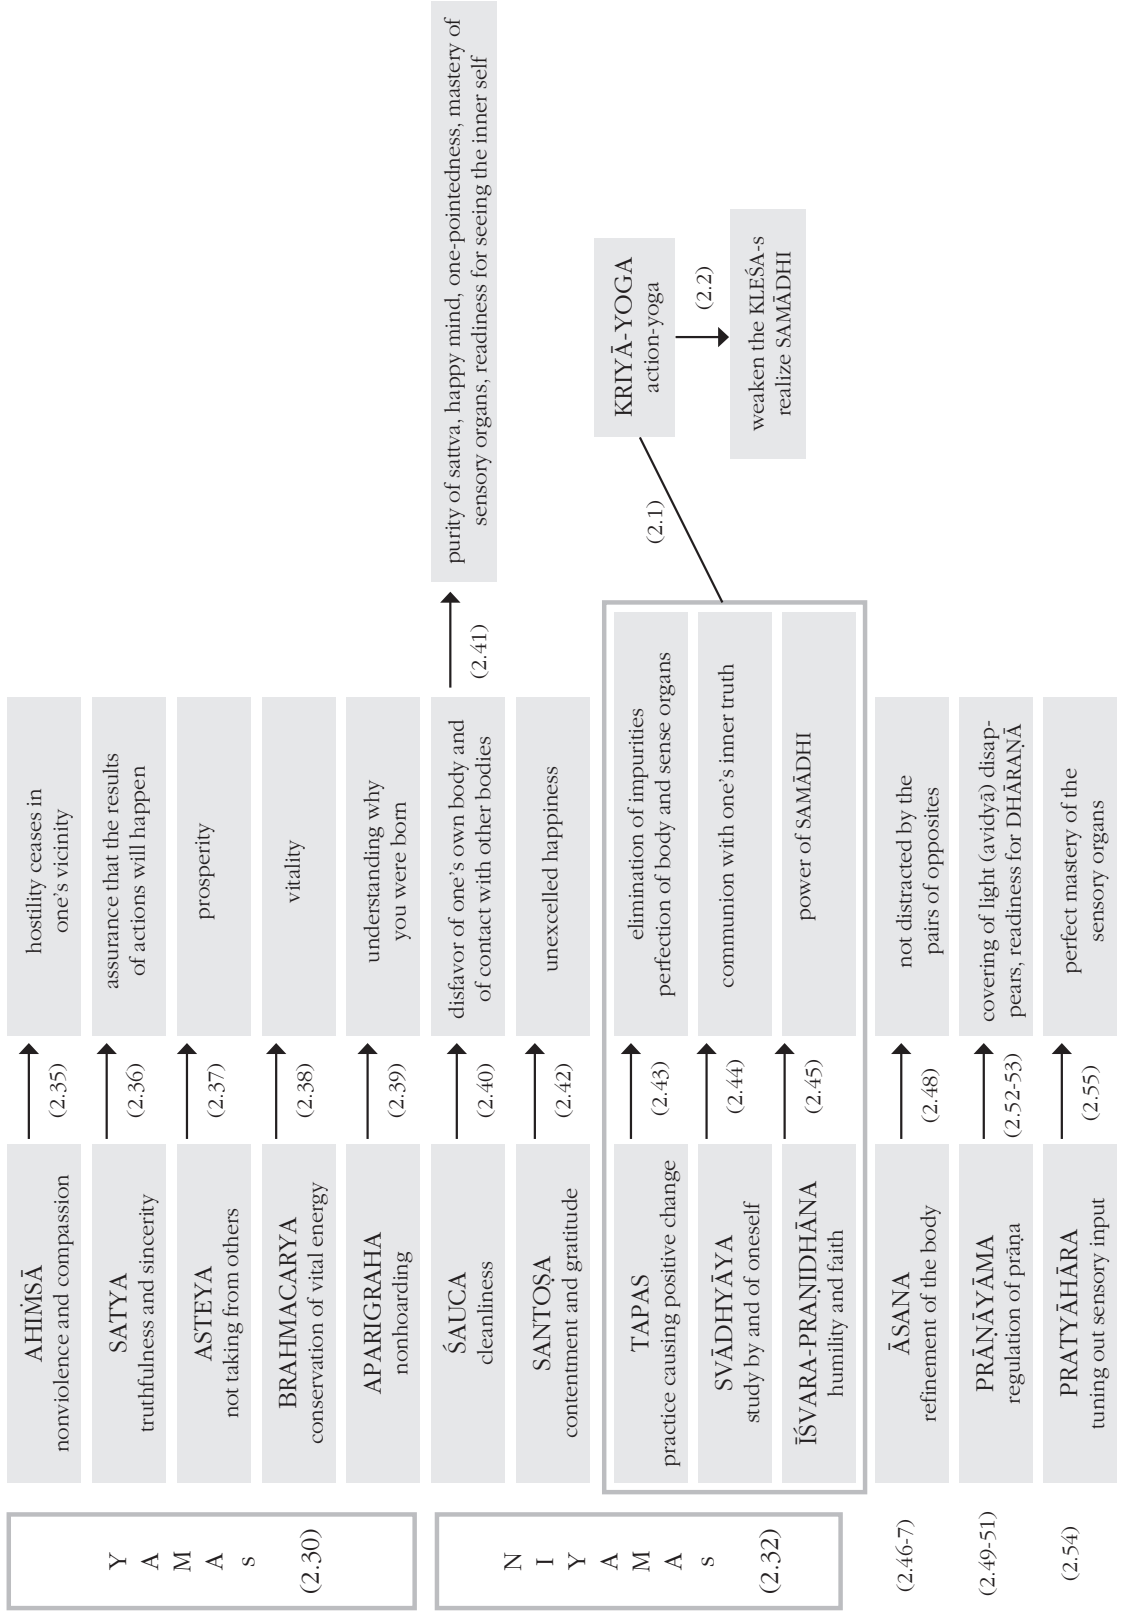 Y
A
M
A
s
(2.30)
AHIṀSĀ
nonviolence and compassion
(2.35)
hostility ceases in
one’s vicinity
SATYA
truthfulness and sincerity
(2.36)
assurance that the results
of actions will happen
ASTEYA
not taking from others
(2.37)
prosperity
BRAHMACARYA
conservation of vital energy
(2.38)
vitality
APARIGRAHA
nonhoarding
(2.39)
understanding why
you were born
N
I
Y
A
M
A
s
(2.32)
ŚAUCA
cleanliness
(2.40)
disfavor of one’s own body and
of contact with other bodies
(2.41)
purity of sattva, happy mind, one-pointedness, mastery of
sensory organs, readiness for seeing the inner self
SANTOṢA
contentment and gratitude
(2.42)
unexcelled happiness
TAPAS
practice causing positive change
(2.43)
elimination of impurities
perfection of body and sense organs
SVĀDHYĀYA
study by and of oneself
(2.44)
communion with one’s inner truth
ĪŚVARA-PRAṆIDHĀNA
humility and faith
(2.45)
power of SAMĀDHI
(2.1)
KRIYĀ-YOGA
action-yoga
(2.2)
weaken the KLEŚA-s
realize SAMĀDHI
(2.46-7)
ĀSANA
refinement of the body
(2.48)
not distracted by the
pairs of opposites
(2.49-51)
PRĀṆĀYĀMA
regulation of prāṇa
(2.52-53)
covering of light (avidyā) disap-
pears, readiness for DHĀRAṆĀ
(2.54)
PRATYĀHĀRA
tuning out sensory input
(2.55)
perfect mastery of the
sensory organs